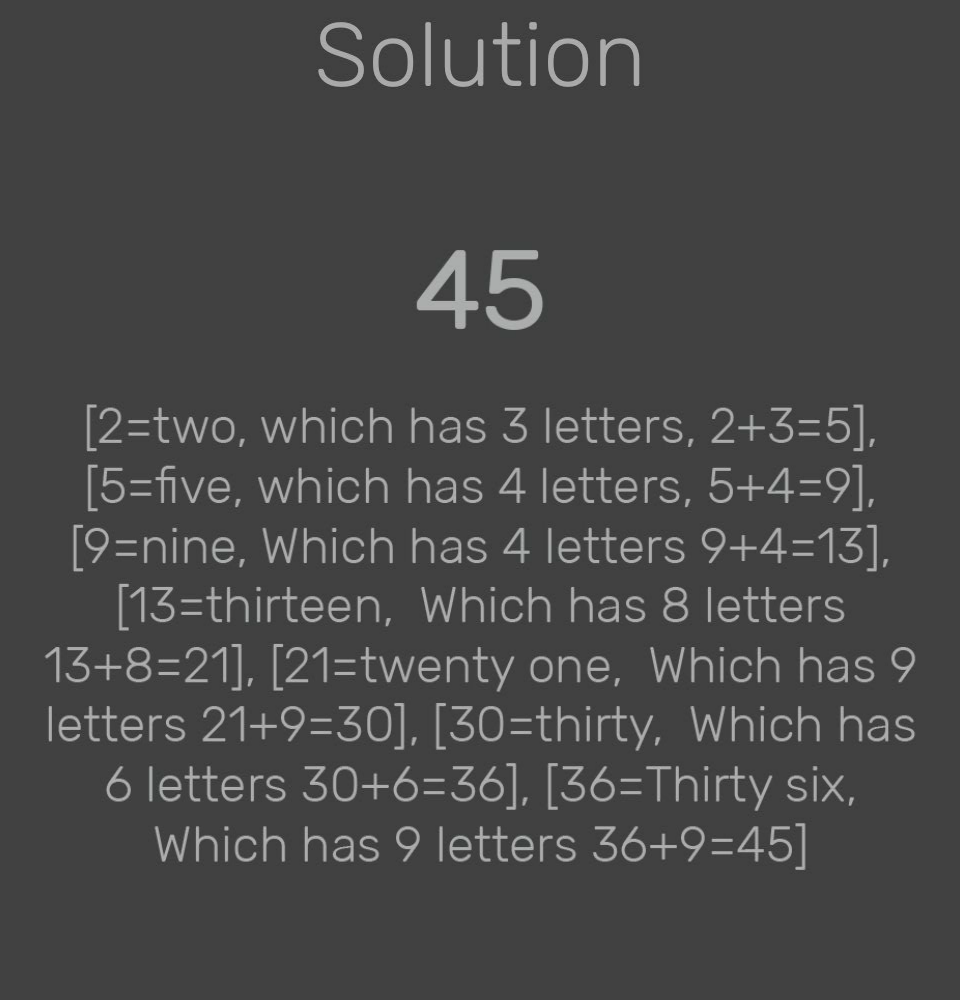 Solution
45
[2=two, which has 3 letters, 2+3=5],
[5=five, which has 4 letters, 5+4=9],
[9=nine, Which has 4 letters 9+4=13],
[13=thirteen,  Which has 8 letters
13+8=21], [21=twenty one,  Which has 9
letters 21+9=30], [30=thirty,  Which has
6 letters 30+6=36], [36=Thirty six,
Which has 9 letters 36+9=45]